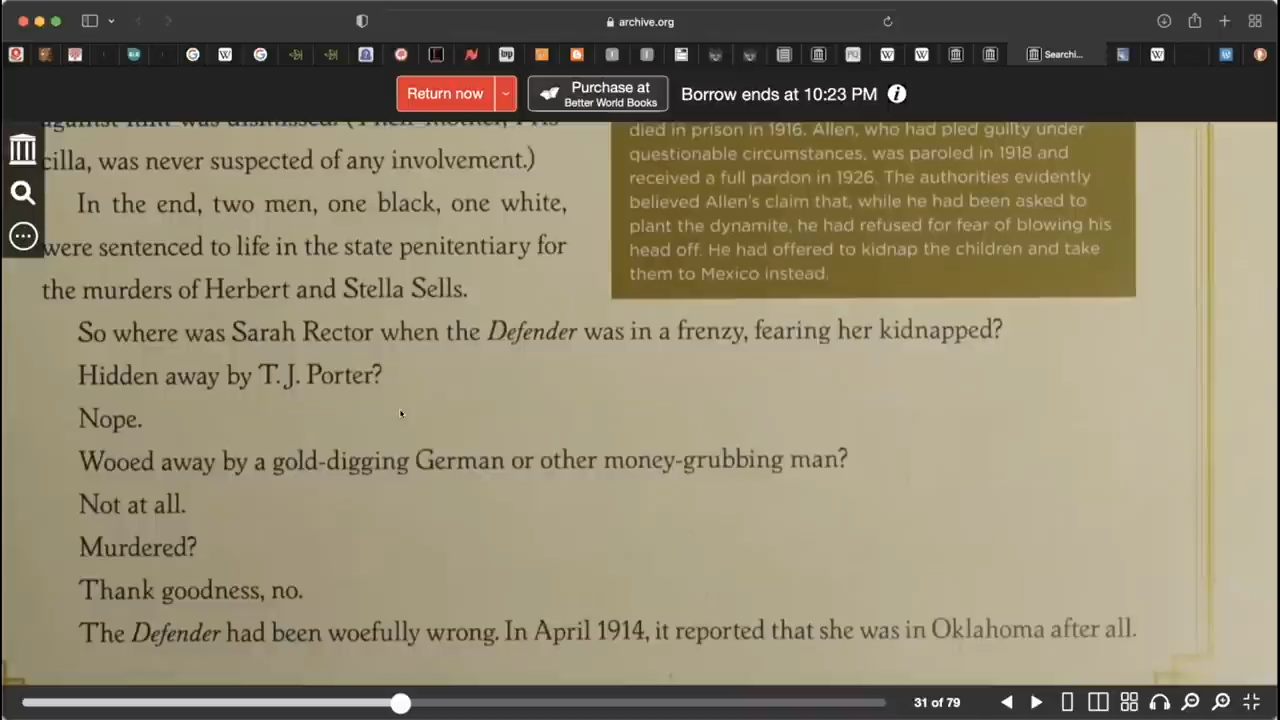 archive.org
Searchi...
Return now
Purchase at
Better World Books
Borrow ends at 10:23 PM
against him was dismissed. (Their mother, Pris-
cilla, was never suspected of any involvement.)
In the end, two men, one black, one white,
were sentenced to life in the state penitentiary for
the murders of Herbert and Stella Sells.
died in prison in 1916. Allen, who had pled guilty under
questionable circumstances, was paroled in 1918 and
received a full pardon in 1926. The authorities evidently
believed Allen's claim that, while he had been asked to
plant the dynamite, he had refused for fear of blowing his
head off. He had offered to kidnap the children and take
them to Mexico instead.
So where was Sarah Rector when the Defender was in a frenzy, fearing her kidnapped?
Hidden away by T. J. Porter?
Nope.
Wooed away by a gold-digging German or other money-grubbing man?
Not at all.
Murdered?
Thank goodness, no.
The Defender had been woefully wrong. In April 1914, it reported that she was in Oklahoma after all.
31 of 79